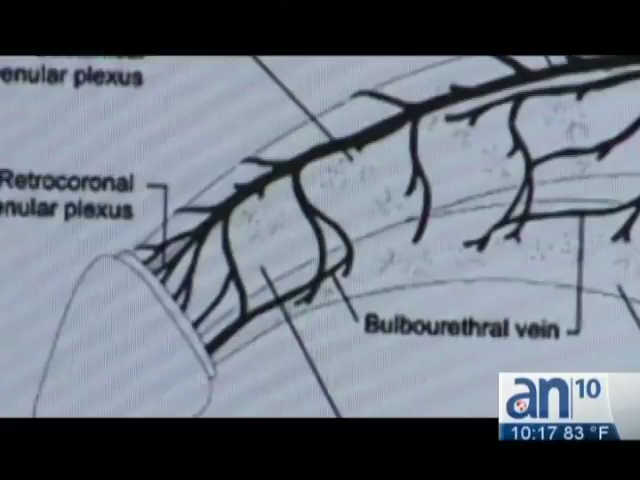 enular plexus
Retrocoronal
enular plexus
Bulbourethral vein
an 10
10:17 83 °F